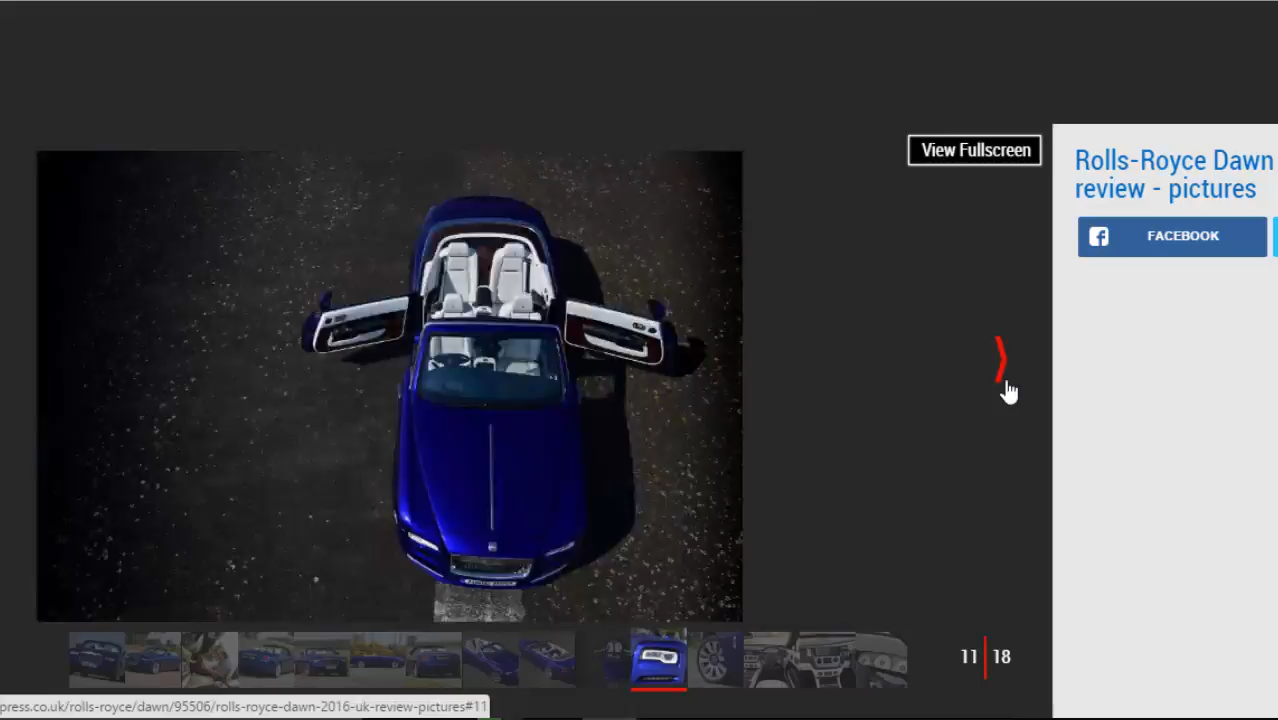 View Fullscreen
Rolls-Royce Dawn
review - pictures
FACEBOOK
11 18
press.co.uk/rolls-royce/dawn/95506/rolls-royce-dawn-2016-uk-review-pictures#11